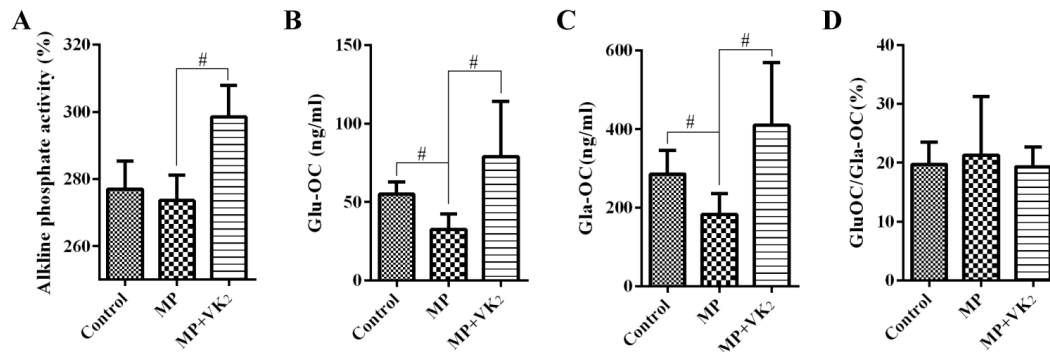 A
Alkline phosphate activity (%)
320
300
280
260
#
Control
MP
MP+VK₂
B
Glu-OC (ng/ml)
150
100
50
0
#
#
Control
MP
MP+VK₂
C
Gla-OC(ng/ml)
600
400
200
0
#
#
Control
MP
MP+VK₂
D
GluOC/Gla-OC(%)
40
30
20
10
0
Control
MP
MP+VK₂